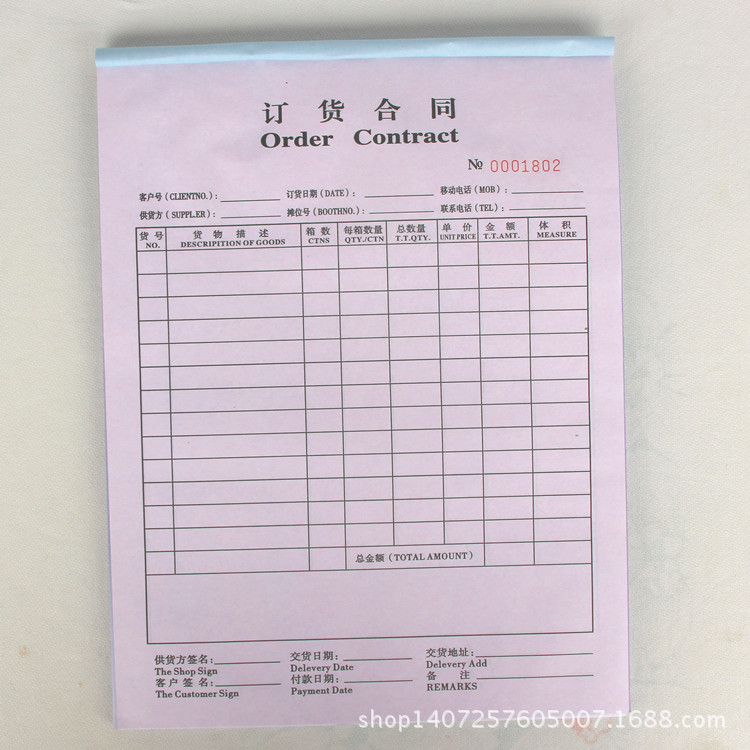 订 货 合 同
Order Contract
№ 0001802
客户号（CLIENTNO.）: 订货日期（DATE）: 移动电话（MOB）:
供货方（SUPPLER）: 摊位号（BOOTHNO.）: 联系电话（TEL）:
货 号 货 物 描 述 箱 数 每箱数量 总数量 单 价 金 额 体 积
NO. DESCRIPITION OF GOODS CTNS QTY./CTN T.T.QTY. UNIT PRICE T.T.AMT. MEASURE
总金额（TOTAL AMOUNT）
供货方签名: 交货日期: 交货地址:
The Shop Sign Delevery Date Delevery Add
客 户 签 名: 付款日期: 备 注
The Customer Sign Payment Date REMARKS
shop1407257605007.1688.com